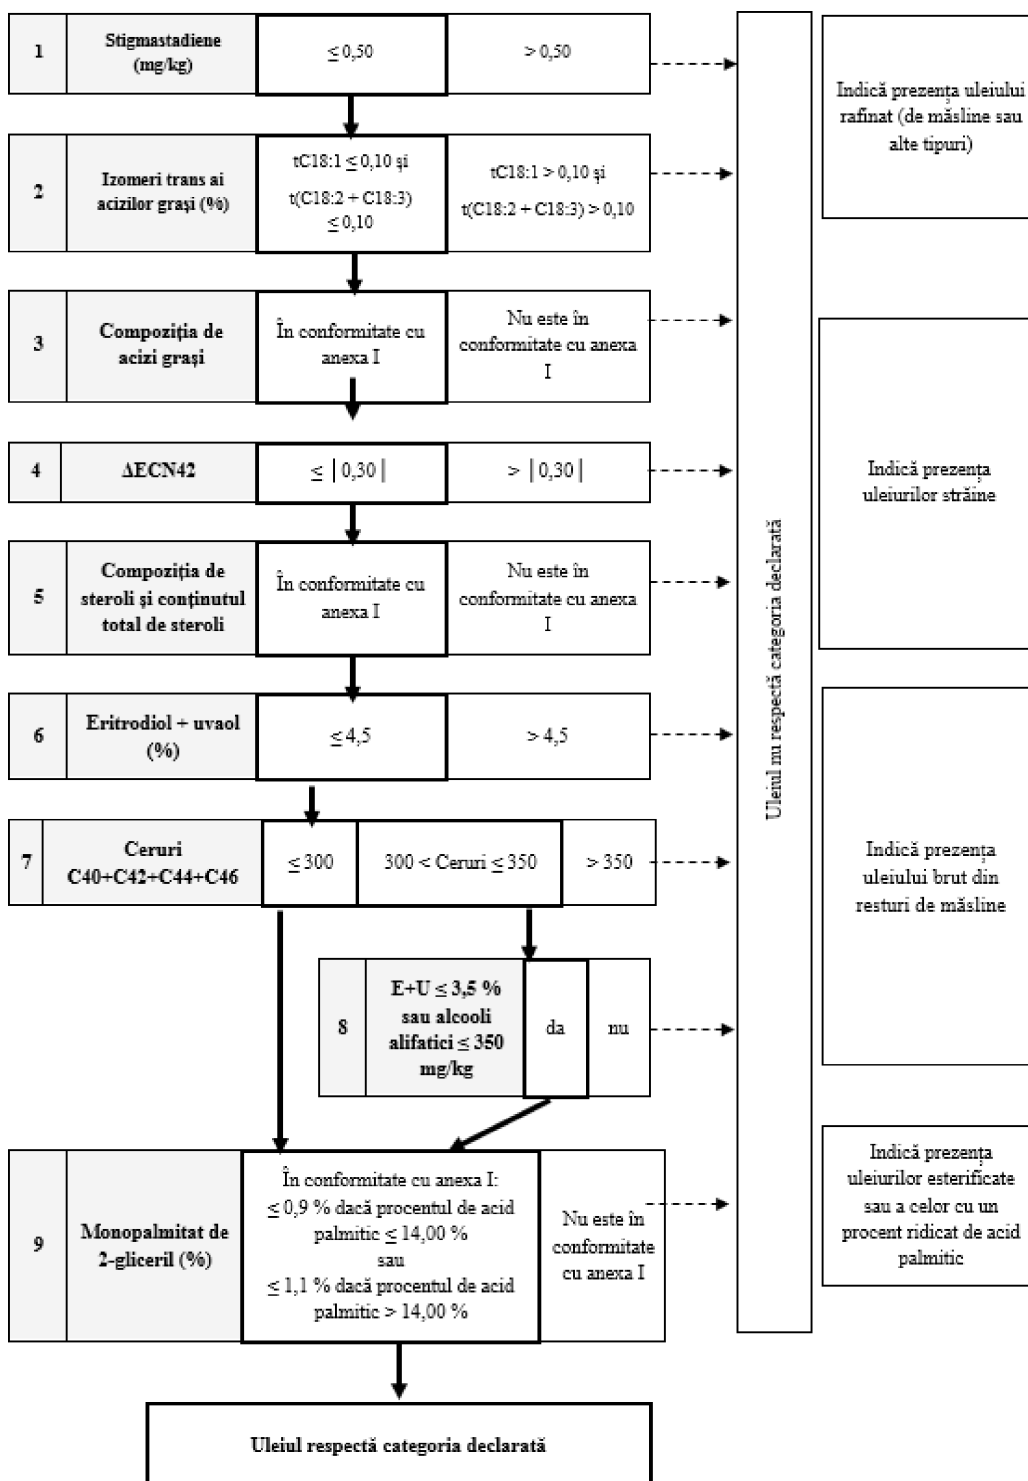 1
Stigmastadiene
(mg/kg)
≤ 0,50
> 0,50
2
Izomeri trans ai
acizilor grași (%)
tC18:1 ≤ 0,10 și
t(C18:2 + C18:3)
≤ 0,10
tC18:1 > 0,10 și
t(C18:2 + C18:3) > 0,10
3
Compoziția de
acizi grași
În conformitate cu
anexa I
Nu este în
conformitate cu anexa
I
4
ΔECN42
≤ | 0,30 |
> | 0,30 |
5
Compoziția de
steroli și conținutul
total de steroli
În conformitate cu
anexa I
Nu este în
conformitate cu anexa
I
6
Eritrodiol + uvaol
(%)
≤ 4,5
> 4,5
7
Ceruri
C40+C42+C44+C46
≤ 300
300 < Ceruri ≤ 350
> 350
8
E+U ≤ 3,5 %
sau alcooli
alifatici ≤ 350
mg/kg
da
nu
9
Monopalmitat de
2-gliceril (%)
În conformitate cu anexa I:
≤ 0,9 % dacă procentul de acid
palmitic ≤ 14,00 %
sau
≤ 1,1 % dacă procentul de acid
palmitic > 14,00 %
Nu este în
conformitate
cu anexa I
Uleiul respectă categoria declarată
Uleiul nu respectă categoria declarată
Indică prezența uleiului
rafinat (de măsline sau
alte tipuri)
Indică prezența
uleiurilor străine
Indică prezența
uleiului brut din
resturi de măsline
Indică prezența
uleiurilor esterificate
sau a celor cu un
procent ridicat de acid
palmitic